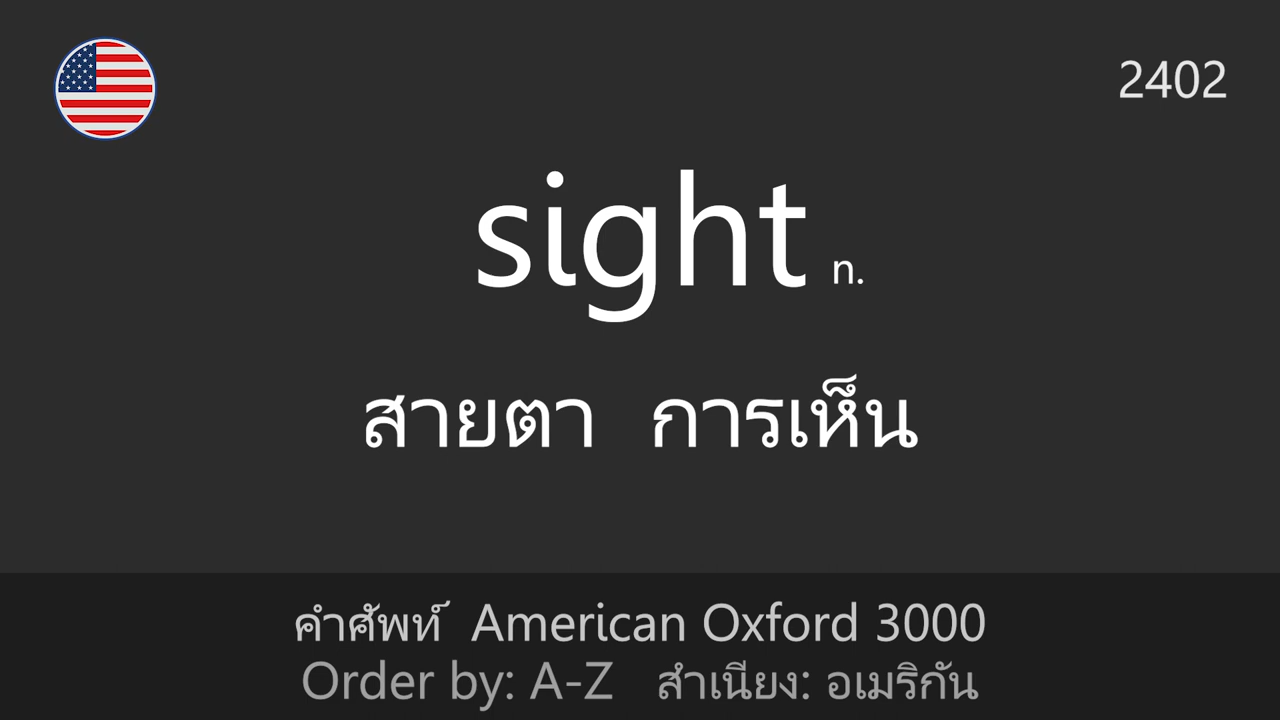 2402
sight n.
สายตา การเห็น
คำศัพท์ American Oxford 3000
Order by: A-Z สำเนียง: อเมริกัน